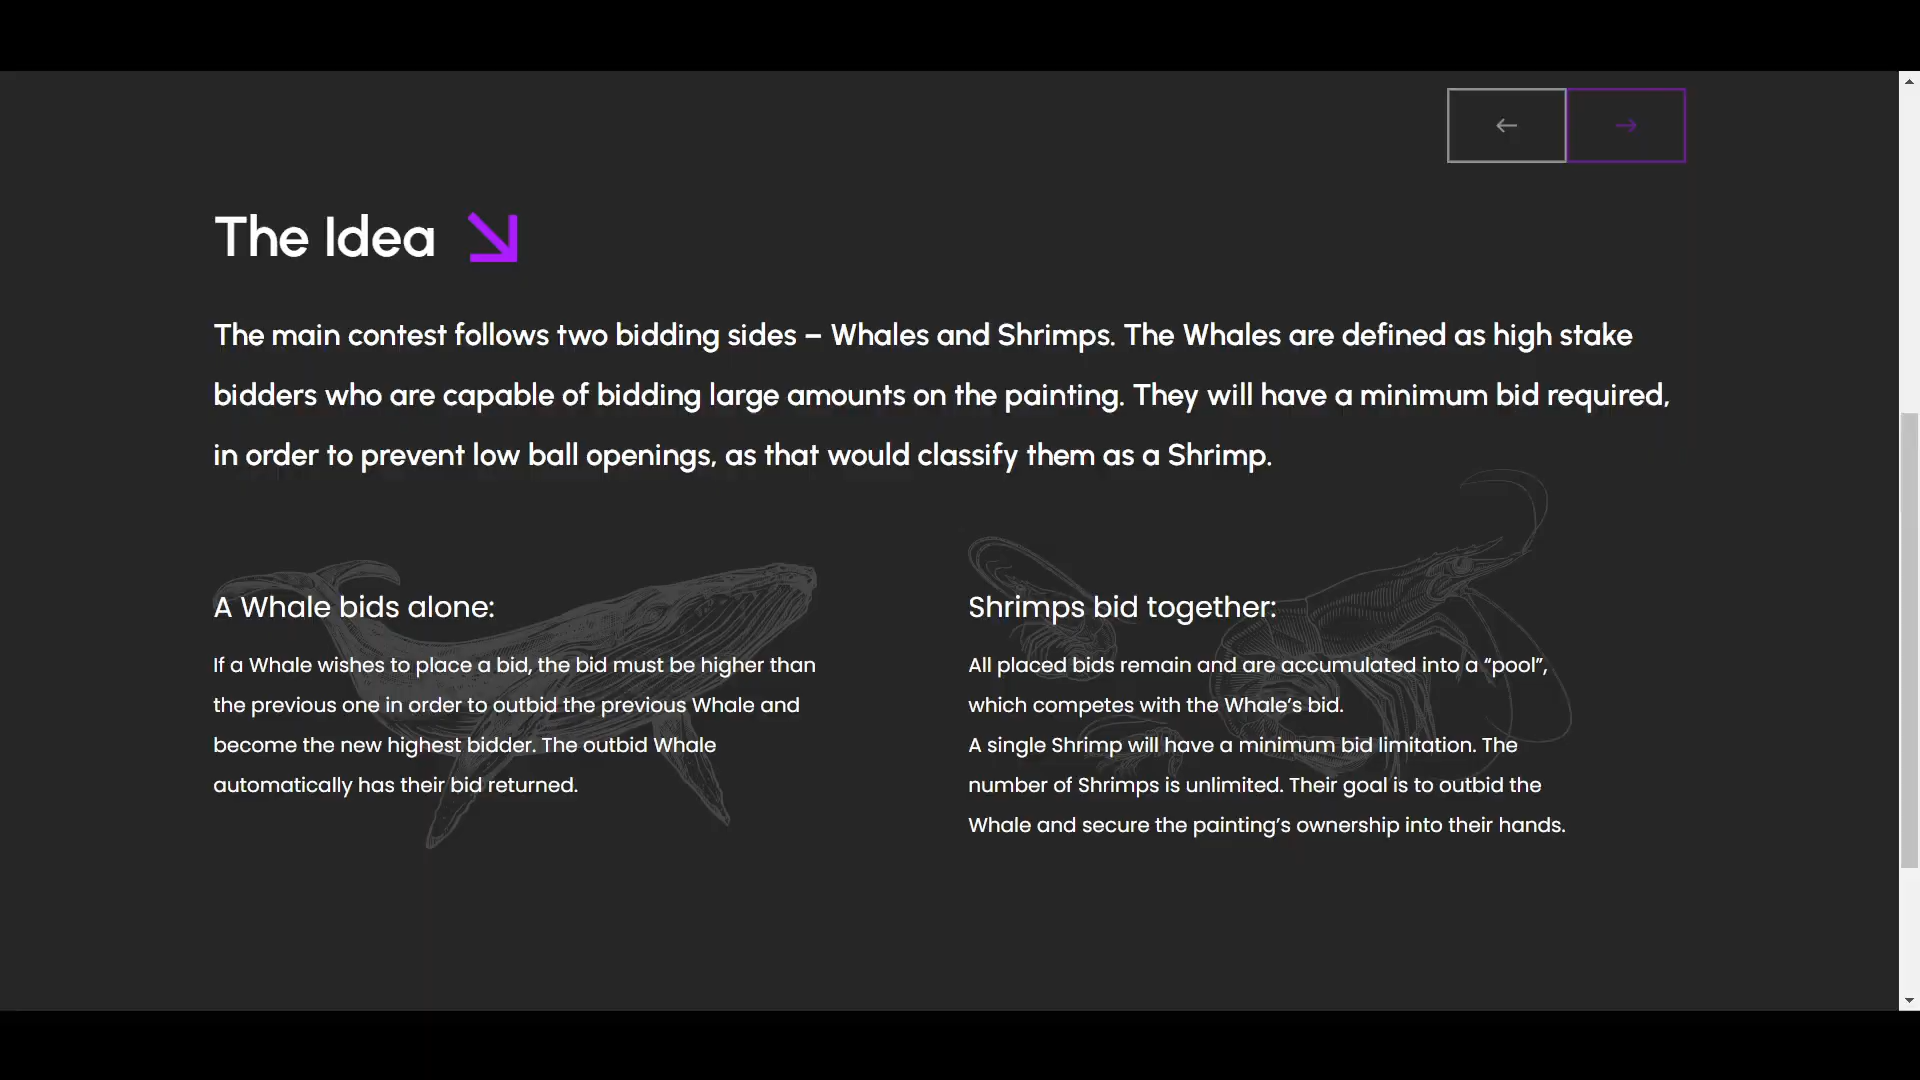 The Idea
The main contest follows two bidding sides – Whales and Shrimps. The Whales are defined as high stake
bidders who are capable of bidding large amounts on the painting. They will have a minimum bid required,
in order to prevent low ball openings, as that would classify them as a Shrimp.
A Whale bids alone:
If a Whale wishes to place a bid, the bid must be higher than
the previous one in order to outbid the previous Whale and
become the new highest bidder. The outbid Whale
automatically has their bid returned.
Shrimps bid together:
All placed bids remain and are accumulated into a “pool”,
which competes with the Whale’s bid.
A single Shrimp will have a minimum bid limitation. The
number of Shrimps is unlimited. Their goal is to outbid the
Whale and secure the painting’s ownership into their hands.